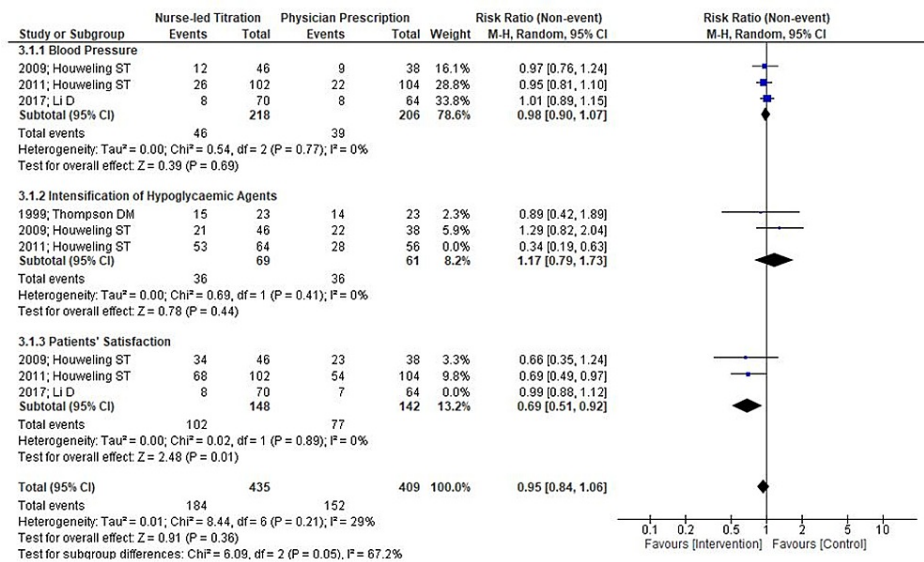 Nurse-led Titration Physician Prescription Risk Ratio (Non-event) Risk Ratio (Non-event)
Study or Subgroup Events Total Events Total Weight M-H, Random, 95% CI M-H, Random, 95% CI
3.1.1 Blood Pressure
2009; Houweling ST 12 46 9 38 16.1% 0.97 [0.76, 1.24]
2011; Houweling ST 26 102 22 104 28.8% 0.95 [0.81, 1.10]
2017; Li D 8 70 8 64 33.8% 1.01 [0.89, 1.15]
Subtotal (95% CI) 218 206 78.6% 0.98 [0.90, 1.07]
Total events 46 39
Heterogeneity: Tau² = 0.00; Chi² = 0.54, df = 2 (P = 0.77); I² = 0%
Test for overall effect: Z = 0.39 (P = 0.69)
3.1.2 Intensification of Hypoglycaemic Agents
1999; Thompson DM 15 23 14 23 2.3% 0.89 [0.42, 1.89]
2009; Houweling ST 21 46 22 38 5.9% 1.29 [0.82, 2.04]
2011; Houweling ST 53 64 28 56 0.0% 0.34 [0.19, 0.63]
Subtotal (95% CI) 69 61 8.2% 1.17 [0.79, 1.73]
Total events 36 36
Heterogeneity: Tau² = 0.00; Chi² = 0.69, df = 1 (P = 0.41); I² = 0%
Test for overall effect: Z = 0.78 (P = 0.44)
3.1.3 Patients' Satisfaction
2009; Houweling ST 34 46 23 38 3.3% 0.66 [0.35, 1.24]
2011; Houweling ST 68 102 54 104 9.8% 0.69 [0.49, 0.97]
2017; Li D 8 70 7 64 0.0% 0.99 [0.88, 1.12]
Subtotal (95% CI) 148 142 13.2% 0.69 [0.51, 0.92]
Total events 102 77
Heterogeneity: Tau² = 0.00; Chi² = 0.02, df = 1 (P = 0.89); I² = 0%
Test for overall effect: Z = 2.48 (P = 0.01)
Total (95% CI) 435 409 100.0% 0.95 [0.84, 1.06]
Total events 184 152
Heterogeneity: Tau² = 0.01; Chi² = 8.44, df = 6 (P = 0.21); I² = 29%
Test for overall effect: Z = 0.91 (P = 0.36)
Test for subgroup differences: Chi² = 6.09, df = 2 (P = 0.05), I² = 67.2%
0.1 0.2 0.5 1 2 5 10
Favours [Intervention] Favours [Control]